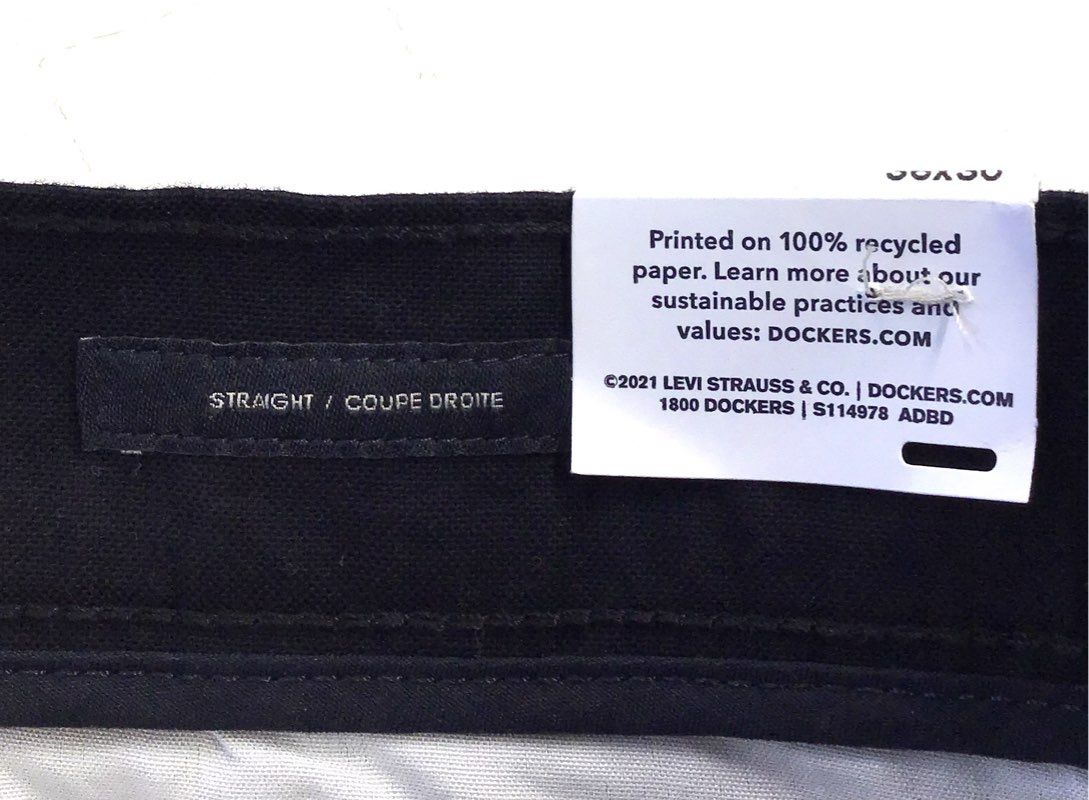 Printed on 100% recycled
paper. Learn more about our
sustainable practices and
values: DOCKERS.COM
©2021 LEVI STRAUSS & CO. | DOCKERS.COM
1800 DOCKERS | S114978 ADBD
STRAIGHT / COUPE DROITE